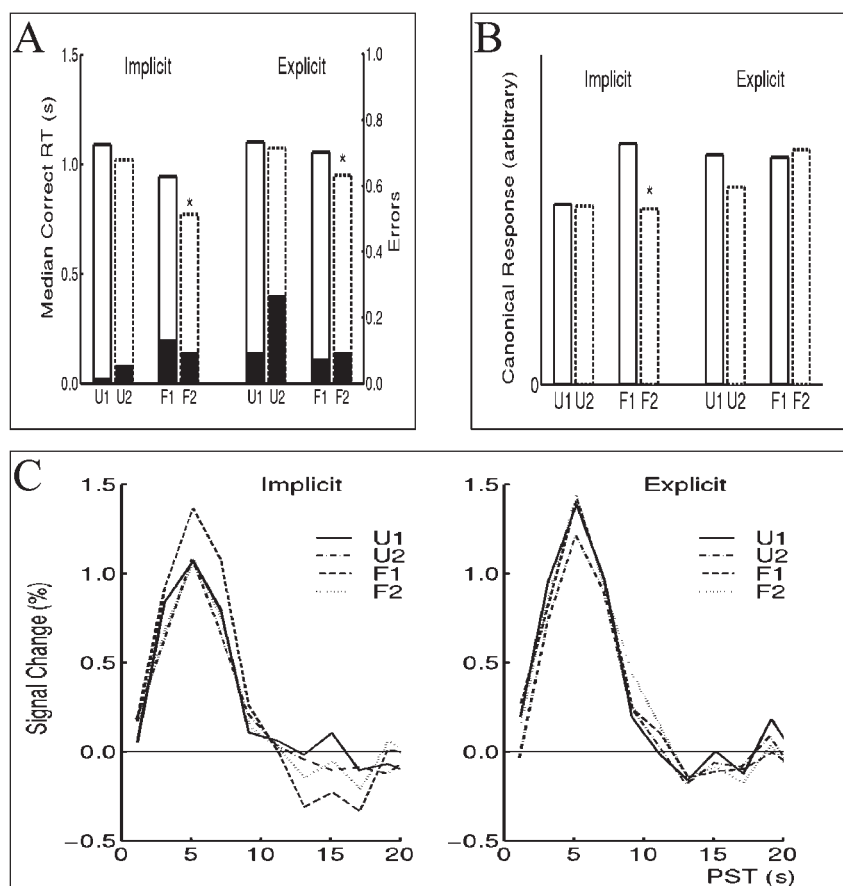 A
Implicit
Explicit
Median Correct RT (s)
1.5
1.0
0.5
0.0
1.0
0.8
0.6
0.4
0.2
0.0
Errors
*
*
U1 U2 F1 F2 U1 U2 F1 F2
B
Implicit
Explicit
Canonical Response (arbitrary)
*
0
U1 U2 F1 F2 U1 U2 F1 F2
C
Implicit
Signal Change (%)
1.5
1.0
0.5
0.0
−0.5
U1
U2
F1
F2
0 5 10 15 20
Explicit
1.5
1.0
0.5
0.0
−0.5
U1
U2
F1
F2
0 5 10 15 20
PST (s)